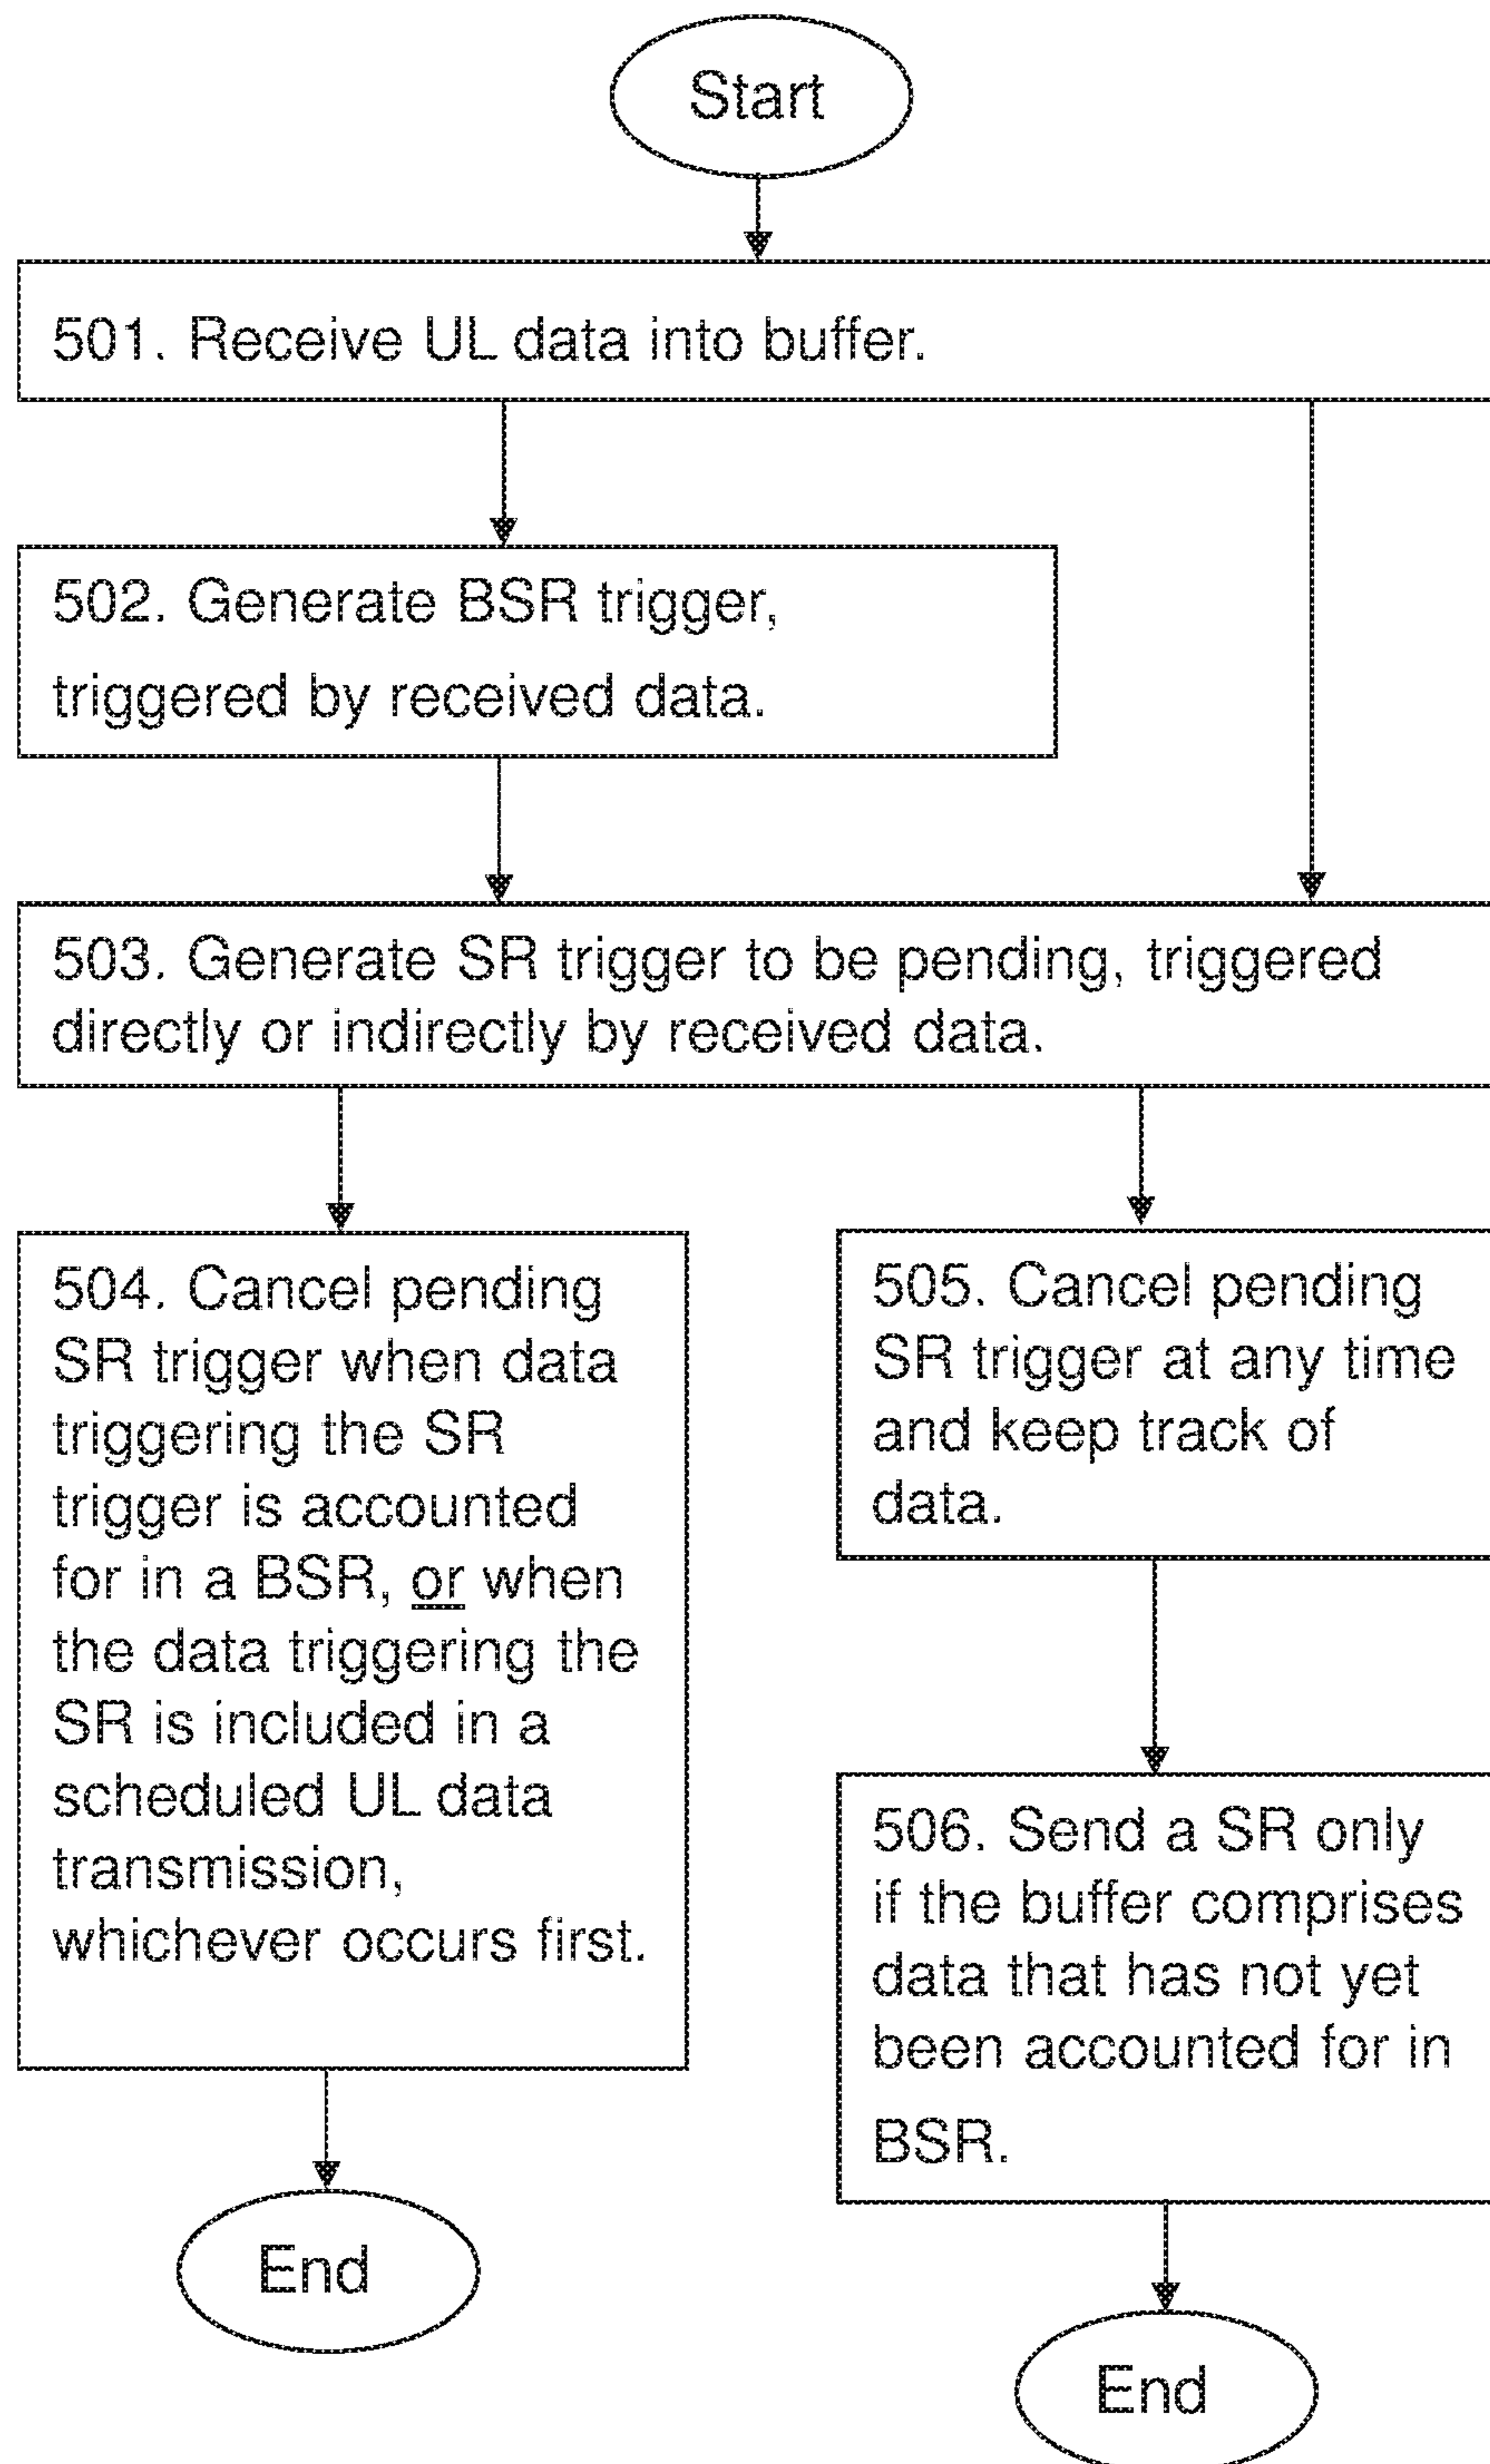 Start
501. Receive UL data into buffer.
502. Generate BSR trigger,
triggered by received data.
503. Generate SR trigger to be pending, triggered
directly or indirectly by received data.
504. Cancel pending
SR trigger when data
triggering the SR
trigger is accounted
for in a BSR, or when
the data triggering the
SR is included in a
scheduled UL data
transmission,
whichever occurs first.
End
505. Cancel pending
SR trigger at any time
and keep track of
data.
506. Send a SR only
if the buffer comprises
data that has not yet
been accounted for in
BSR.
End